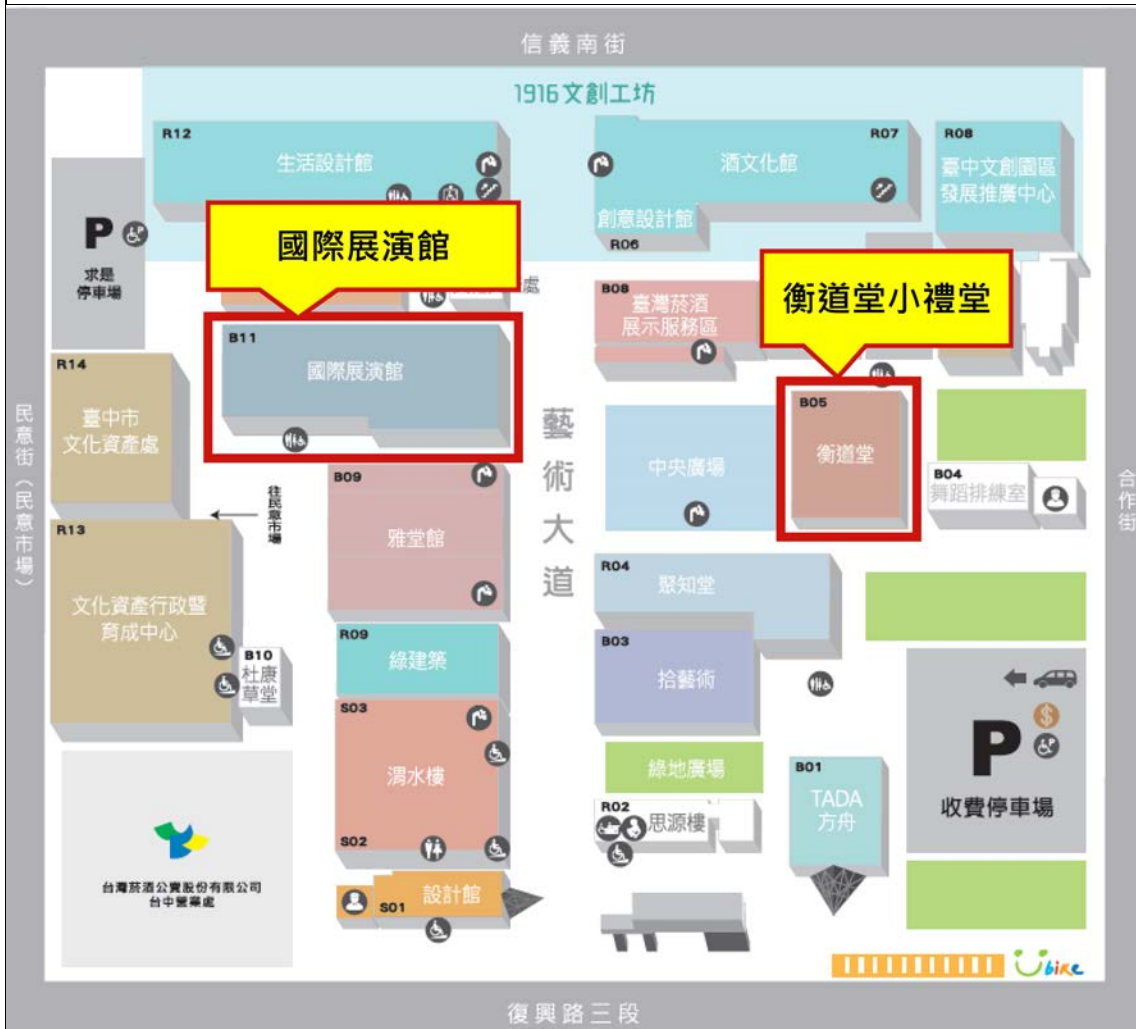 信義南街
1916文創工坊
R12
生活設計館
R07
酒文化館
創意設計館
R06
R08
臺中文創園區
發展推廣中心
P
求是
停車場
國際展演館
處
B08
臺灣菸酒
展示服務區
衡道堂小禮堂
B11
國際展演館
R14
臺中市
文化資產處
民意街（民意市場）
往民意市場
藝術大道
中央廣場
B05
衡道堂
B04
舞蹈排練室
合作街
B09
雅堂館
R13
文化資產行政暨
育成中心
B10
杜康
草堂
R04
聚知堂
B03
拾藝術
R09
綠建築
S03
渭水樓
S02
綠地廣場
R02
思源樓
B01
TADA
方舟
$
P
P
收費停車場
台灣菸酒公賣股份有限公司
台中營業處
S01
設計館
Ubike
復興路三段